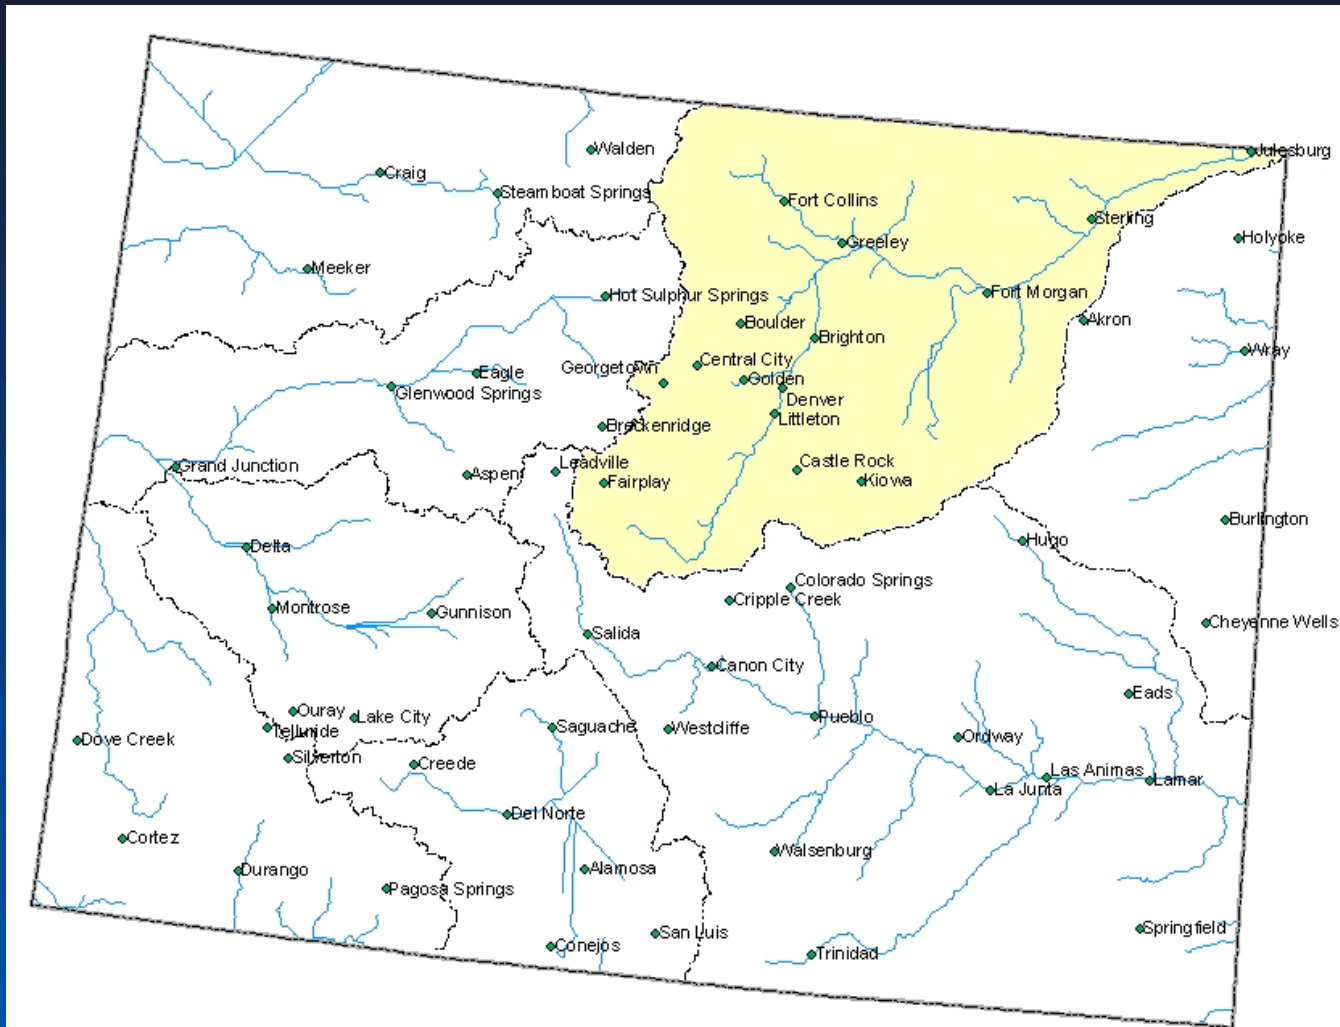 Julesburg
Walden
Craig
Steamboat Springs
Fort Collins
Sterling
Holyoke
Greeley
Meeker
Hot Sulphur Springs
Fort Morgan
Boulder
Akron
Brighton
Wray
Central City
Georgetown
Eagle
Golden
Glenwood Springs
Denver
Littleton
Breckenridge
Leadville
Castle Rock
Grand Junction
Aspen
Fairplay
Kiowa
Burlington
Hugo
Delta
Colorado Springs
Cripple Creek
Montrose
Gunnison
Cheyenne Wells
Salida
Canon City
Eads
Ouray
Lake City
Pueblo
Telluride
Saguache
Westcliffe
Ordway
Dove Creek
Silverton
Creede
Las Animas
Lamar
La Junta
Del Norte
Cortez
Walsenburg
Durango
Alamosa
Pagosa Springs
Springfield
San Luis
Conejos
Trinidad